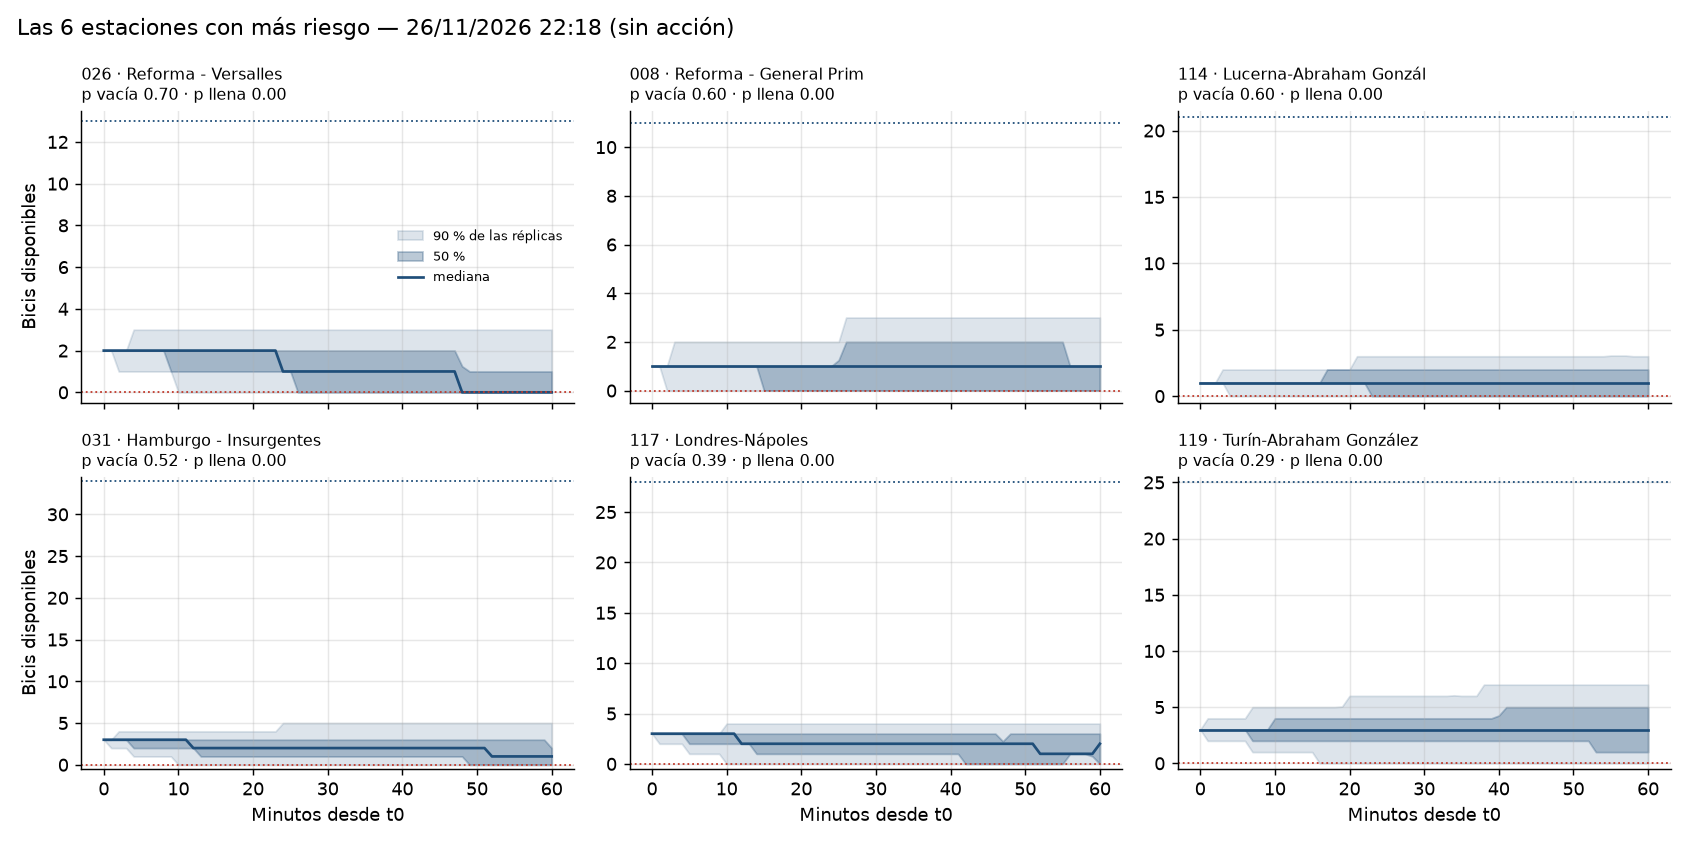 Las 6 estaciones con más riesgo — 26/11/2026 22:18 (sin acción)
026 · Reforma - Versalles
p vacía 0.70 · p llena 0.00
Bicis disponibles
12
10
8
6
4
2
0
90 % de las réplicas
50 %
mediana
008 · Reforma - General Prim
p vacía 0.60 · p llena 0.00
10
8
6
4
2
0
114 · Lucerna-Abraham Gonzál
p vacía 0.60 · p llena 0.00
20
15
10
5
0
031 · Hamburgo - Insurgentes
p vacía 0.52 · p llena 0.00
Bicis disponibles
30
25
20
15
10
5
0
0 10 20 30 40 50 60
Minutos desde t0
117 · Londres-Nápoles
p vacía 0.39 · p llena 0.00
25
20
15
10
5
0
0 10 20 30 40 50 60
Minutos desde t0
119 · Turín-Abraham González
p vacía 0.29 · p llena 0.00
25
20
15
10
5
0
0 10 20 30 40 50 60
Minutos desde t0